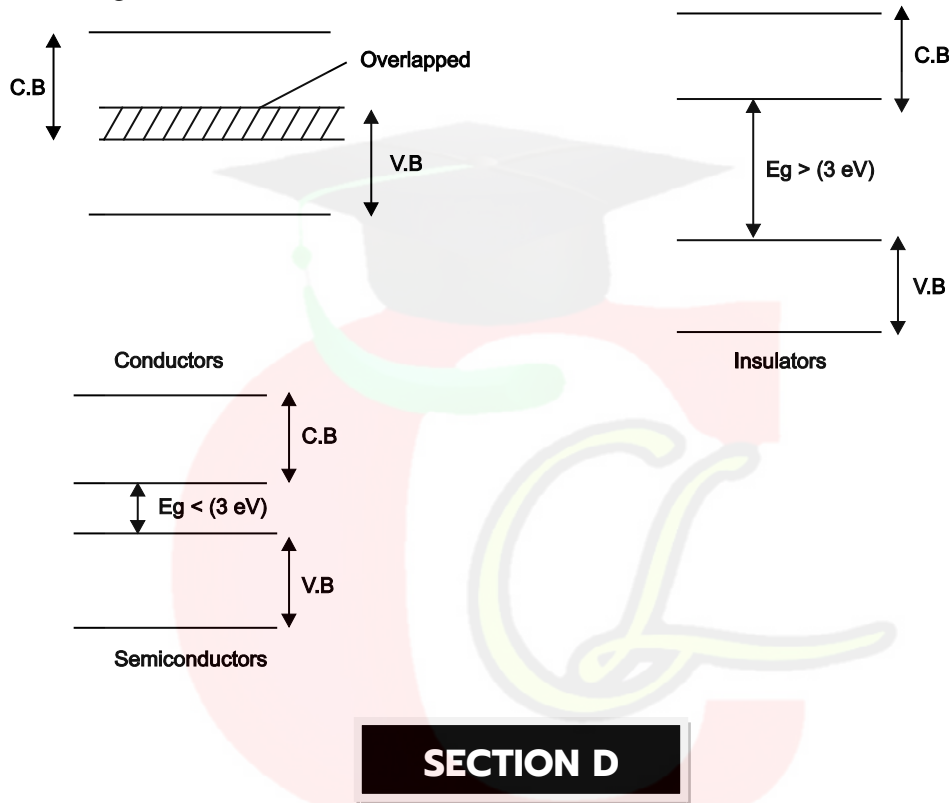 C.B
Overlapped
V.B
Conductors
C.B
Eg > (3 eV)
V.B
Insulators
C.B
Eg < (3 eV)
V.B
Semiconductors
SECTION D